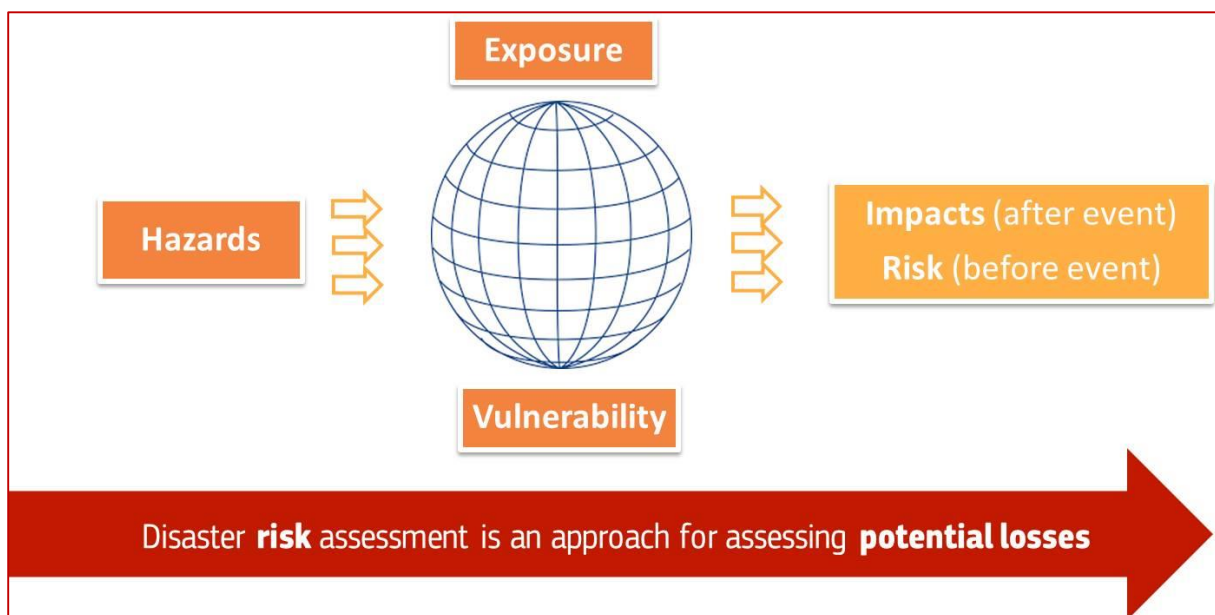 Exposure
Hazards
Impacts (after event)
Risk (before event)
Vulnerability
Disaster risk assessment is an approach for assessing potential losses